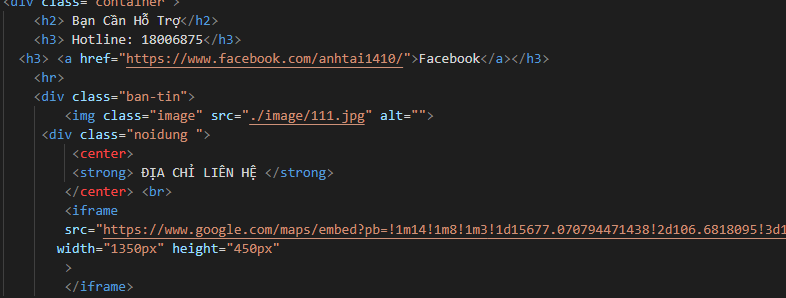 <div class="container">
<h2> Bạn Cần Hỗ Trợ</h2>
<h3> Hotline: 18006875</h3>
<h3> <a href="https://www.facebook.com/anhtai1410/">Facebook</a></h3>
<hr>
<div class="ban-tin">
<img class="image" src="./image/111.jpg" alt="">
<div class="noidung ">
<center>
<strong> ĐỊA CHỈ LIÊN HỆ </strong>
</center> <br>
<iframe
src="https://www.google.com/maps/embed?pb=!1m14!1m8!1m3!1d15677.070794471438!2d106.6818095!3d1
width="1350px" height="450px"
>
</iframe>